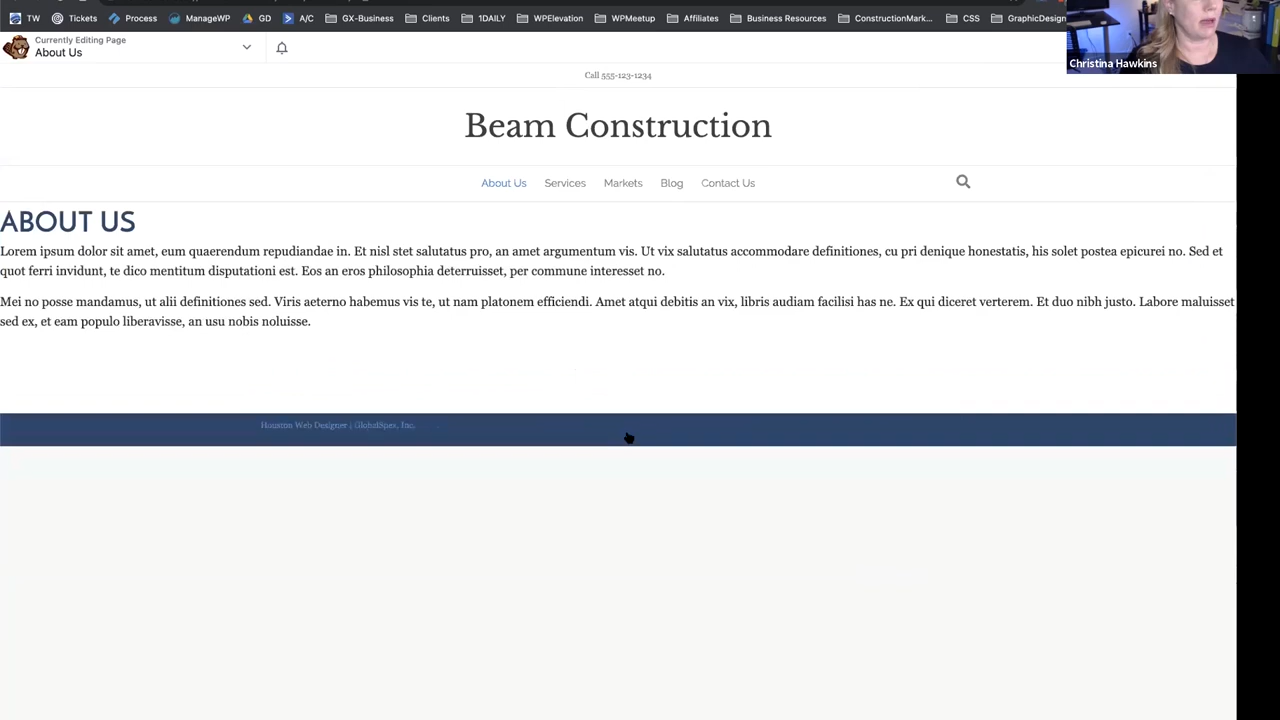 TW Tickets Process ManageWP GD A/C GX-Business Clients 1DAILY WPElevation WPMeetup Affiliates Business Resources ConstructionMark... CSS GraphicDesign
Currently Editing Page
About Us
Christina Hawkins
Call 555-123-1234
Beam Construction
About Us Services Markets Blog Contact Us
ABOUT US
Lorem ipsum dolor sit amet, eum quaerendum repudiandae in. Et nisl stet salutatus pro, an amet argumentum vis. Ut vix salutatus accommodare definitiones, cu pri denique honestatis, his solet postea epicurei no. Sed et
quot ferri invidunt, te dico mentitum disputationi est. Eos an eros philosophia deterruisset, per commune interesset no.
Mei no posse mandamus, ut alii definitiones sed. Viris aeterno habemus vis te, ut nam platonem efficiendi. Amet atqui debitis an vix, libris audiam facilisi has ne. Ex qui diceret verterem. Et duo nibh justo. Labore maluisset
sed ex, et eam populo liberavisse, an usu nobis noluisse.
Houston Web Designer | GlobalSpex, Inc.